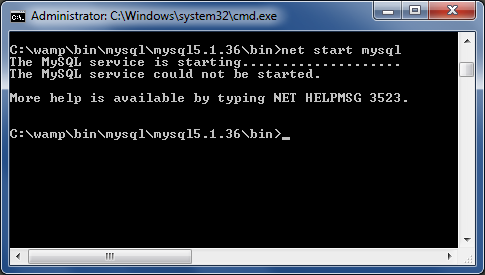 Administrator: C:\Windows\system32\cmd.exe
C:\wamp\bin\mysql\mysql5.1.36\bin>net start mysql
The MySQL service is starting....................
The MySQL service could not be started.
More help is available by typing NET HELPMSG 3523.
C:\wamp\bin\mysql\mysql5.1.36\bin>_